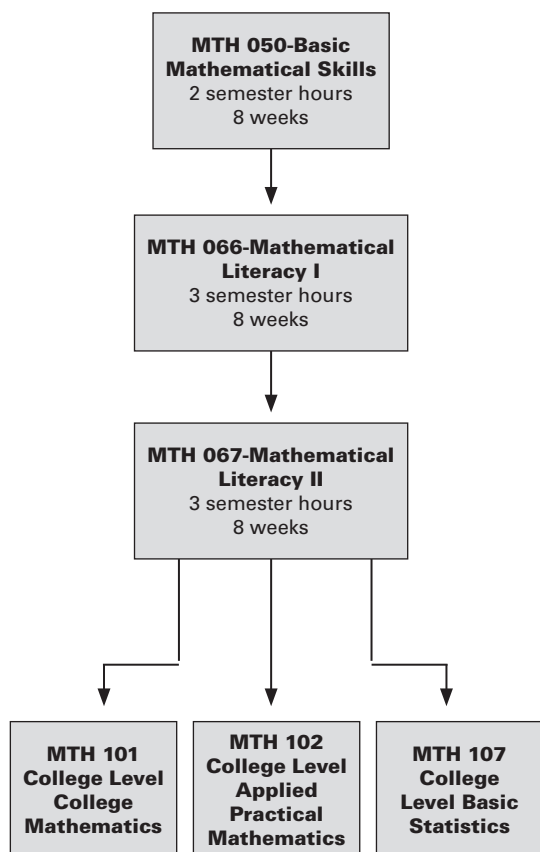 MTH 050-Basic
Mathematical Skills
2 semester hours
8 weeks
MTH 066-Mathematical
Literacy I
3 semester hours
8 weeks
MTH 067-Mathematical
Literacy II
3 semester hours
8 weeks
MTH 101
College Level
College
Mathematics
MTH 102
College Level
Applied
Practical
Mathematics
MTH 107
College
Level Basic
Statistics